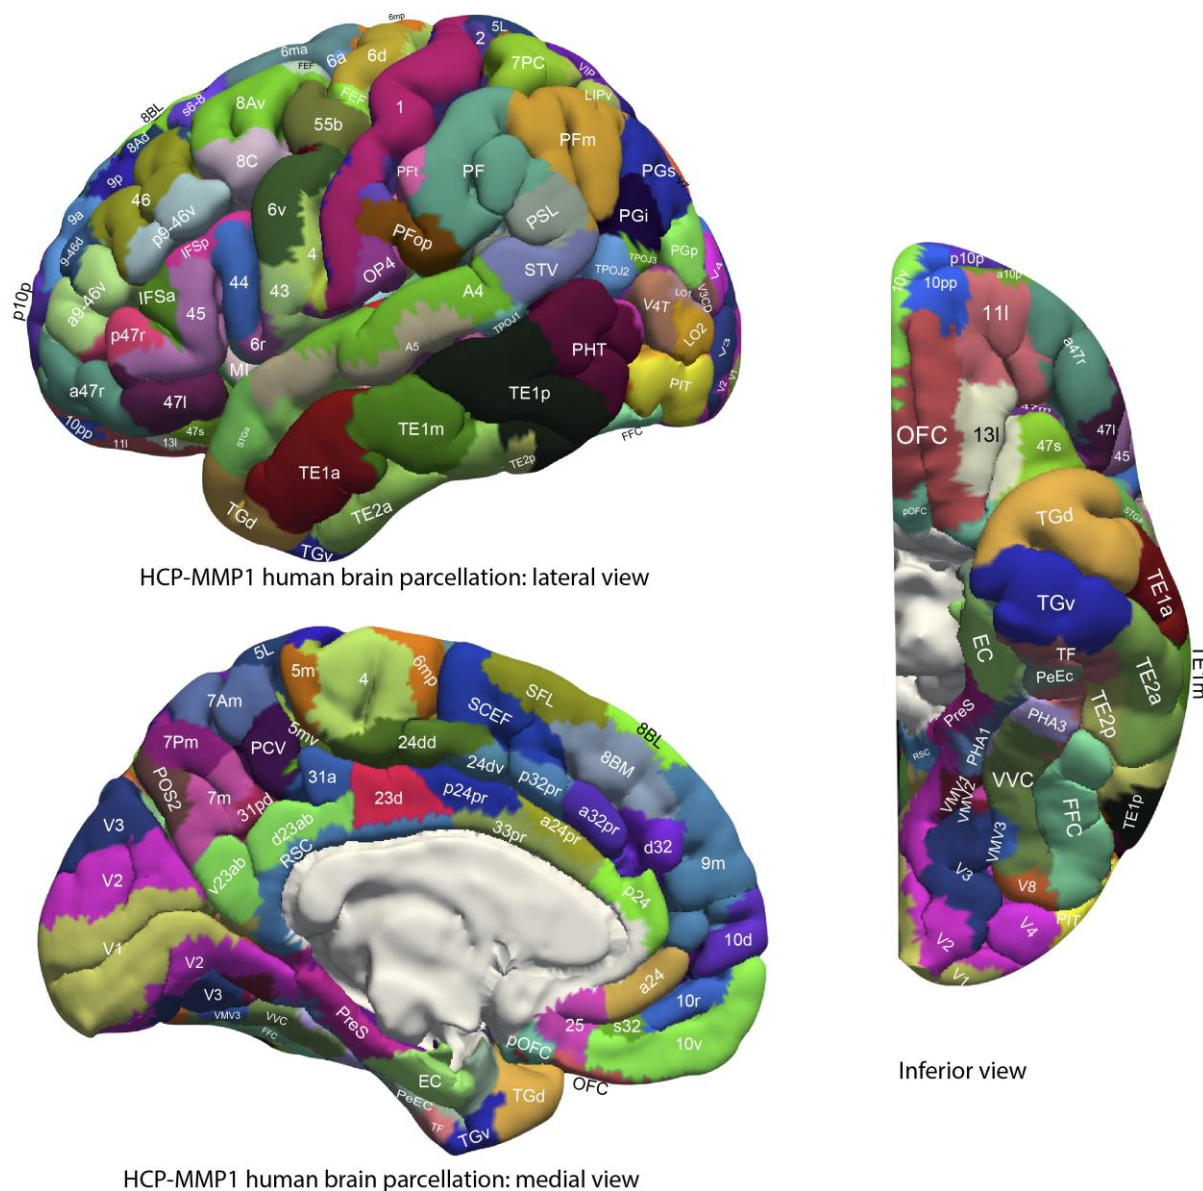 6mp
5L
2
6ma
6a
6d
FEF
7PC
VIP
s6-8
8BL
8Av
FEF
1
LIPv
55b
8Ad
8C
PFm
9p
46
PFt
PF
PGs
9a
p9-46v
6v
PSL
PGi
9-46d
IFSp
PFop
4
44
OP4
STV
TPOJ3
PGp
TPOJ2
V4
p10p
a9-46v
IFSa
45
43
A4
LO1
V3CD
V4T
p47r
6r
A5
TPOJ1
PHT
LO2
V3
MI
a47r
47l
TE1p
PIT
V2
V1
10pp
11l
13l
47s
STGa
TE1m
FFC
TE1a
TE2p
TE2a
TGd
TGv
HCP-MMP1 human brain parcellation: lateral view
5L
5m
4
6mp
7Am
SCEF
SFL
7Pm
PCV
5mv
24dd
8BL
POS2
31a
24dv
p32pr
8BM
7m
31pd
23d
p24pr
a32pr
V3
d23ab
33pr
a24pr
d32
RSC
9m
V2
v23ab
p24
V1
10d
V2
a24
V3
10r
VMV3
VVC
PreS
25
s32
FFC
pOFC
10v
EC
OFC
PeEC
TGd
TF
TGv
HCP-MMP1 human brain parcellation: medial view
10v
p10p
10pp
a10p
11l
a47r
47m
OFC
13l
47l
47s
45
pOFC
TGd
STGa
TE1a
TGv
EC
TF
TE1m
PeEc
TE2a
PreS
PHA3
TE2p
RSC
PHA1
VVC
VMV1
VMV2
TE1p
FFC
VMV3
V3
V8
PIT
V4
V2
V1
Inferior view